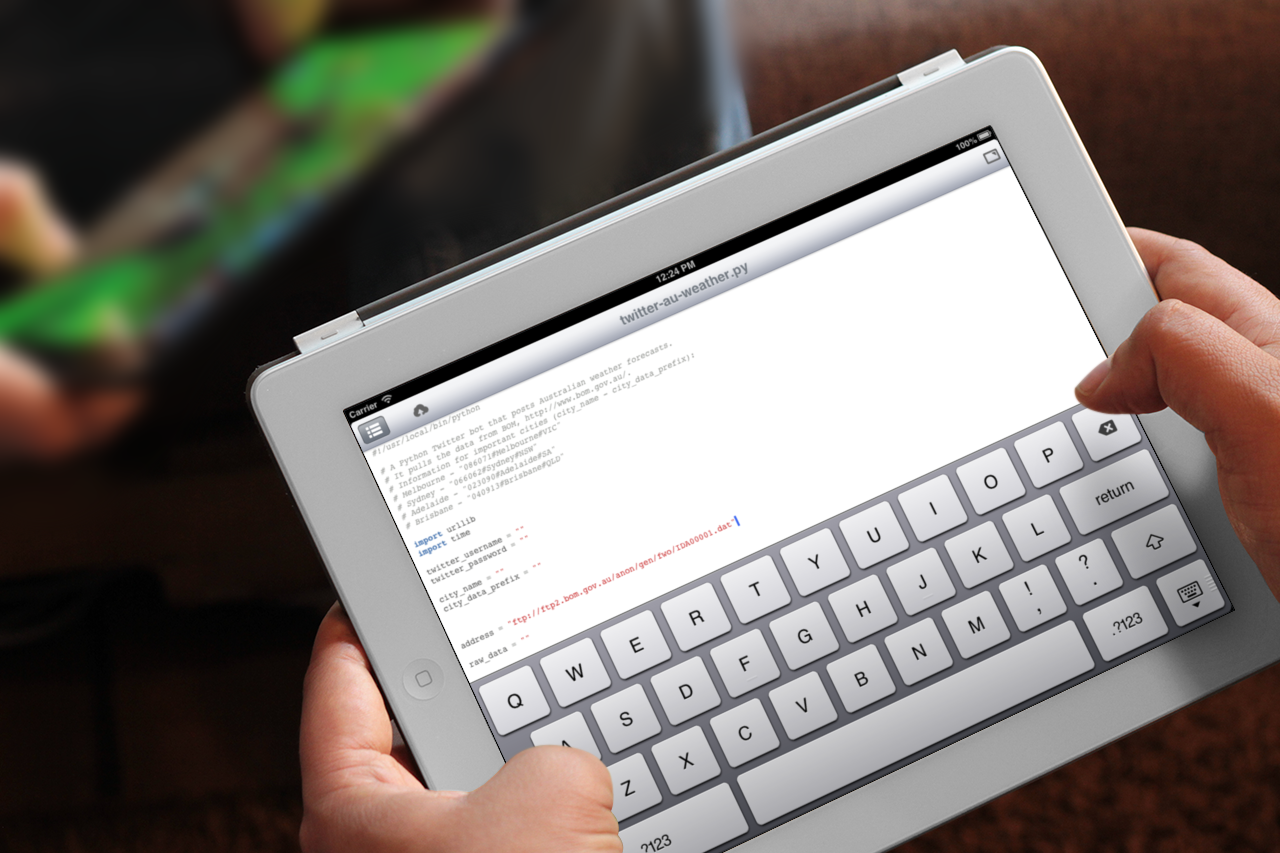 Carrier
12:24 PM
100%
twitter-au-weather.py
#!/usr/local/bin/python
# A Python Twitter bot that posts Australian weather forecasts.
# It pulls the data from BOM, http://www.bom.gov.au/.
# Information for important cities (city_name - city_data_prefix):
# Melbourne - "086071#Melbourne#VIC"
# Sydney - "066062#Sydney#NSW"
# Adelaide - "023090#Adelaide#SA"
# Brisbane - "040913#Brisbane#QLD"
import urllib
import time
twitter_username = ""
twitter_password = ""
city_name = ""
city_data_prefix = ""
address = "ftp://ftp2.bom.gov.au/anon/gen/fwo/IDA00001.dat"
raw_data = ""
Q W E R T Y U I O P
A S D F G H J K L return
Z X C V B N M ! , ? .
.?123 .?123